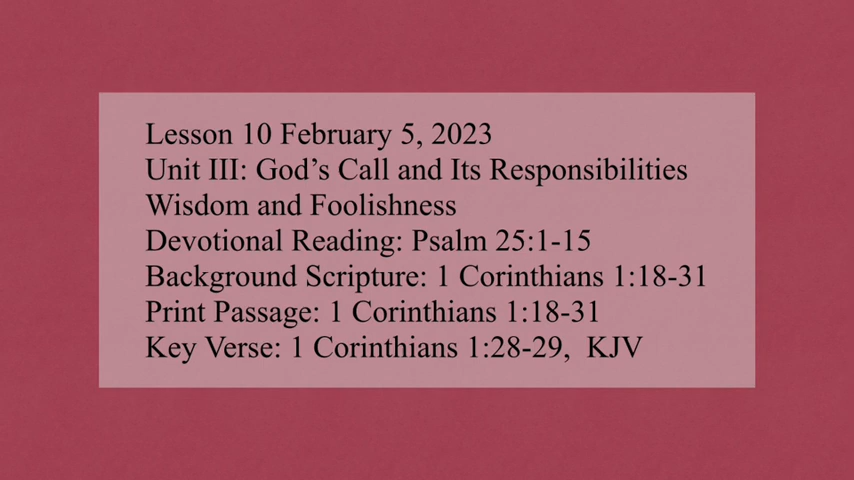 Lesson 10 February 5, 2023
Unit III: God’s Call and Its Responsibilities
Wisdom and Foolishness
Devotional Reading: Psalm 25:1-15
Background Scripture: 1 Corinthians 1:18-31
Print Passage: 1 Corinthians 1:18-31
Key Verse: 1 Corinthians 1:28-29,  KJV